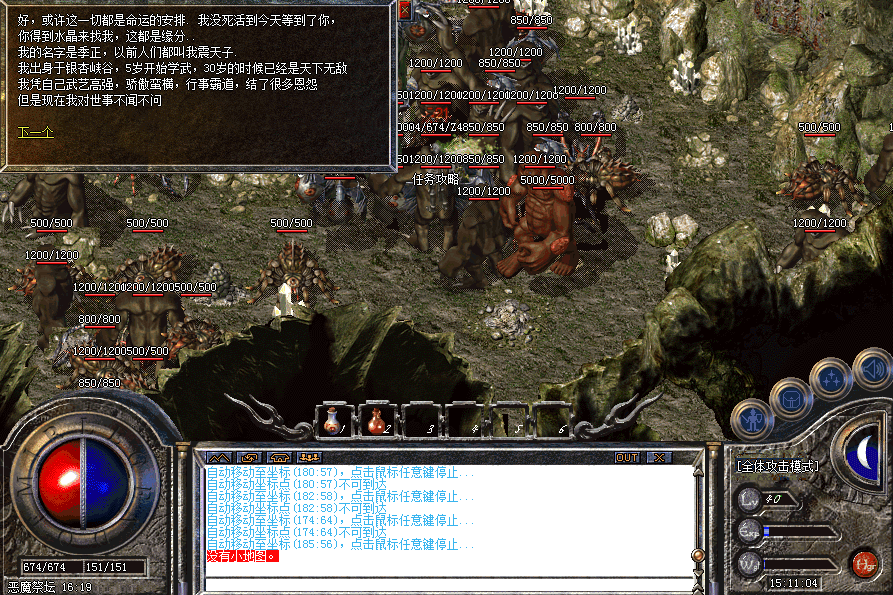 好，或许这一切都是命运的安排. 我没死活到今天等到了你，
你得到水晶来找我，这都是缘分..
我的名字是季正，以前人们都叫我震天子.
我出身于银杏峡谷，5岁开始学武，30岁的时候已经是天下无敌
我凭自己武艺高强，骄傲蛮横，行事霸道，结了很多恩怨
但是现在我对世事不闻不问
下一个
850/850
1200/1200
1200/1200 850/850
1200/1200
1200/1200 1200/1200
850/850 850/850 800/800
500/500
1200/1200 850/850 1200/1200
任务攻略
5000/5000
1200/1200
500/500 500/500 500/500
1200/1200
1200/1200
1200/1200 1200/1200 500/500
800/800
1200/1200 500/500
850/850
1 2 3 4 5 6
OUT
自动移动至坐标(180:57)，点击鼠标任意键停止...
自动移动坐标点(180:57)不可到达
自动移动至坐标(182:58)，点击鼠标任意键停止...
自动移动坐标点(182:58)不可到达
自动移动至坐标(174:64)，点击鼠标任意键停止...
自动移动坐标点(174:64)不可到达
自动移动至坐标(185:56)，点击鼠标任意键停止...
没有小地图。
[全体攻击模式]
Lv 40
Exp
Wgt
Hgr
15:11:04
674/674 151/151
恶魔祭坛 16:19